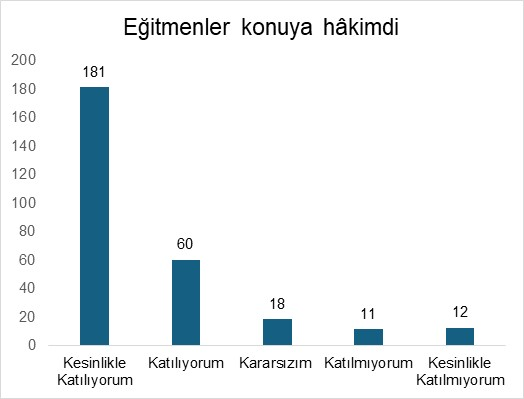 Eğitmenler konuya hâkimdi
200
180
160
140
120
100
80
60
40
20
0
181
60
18
11
12
Kesinlikle
Katılıyorum
Katılıyorum
Kararsızım
Katılmıyorum
Kesinlikle
Katılmıyorum